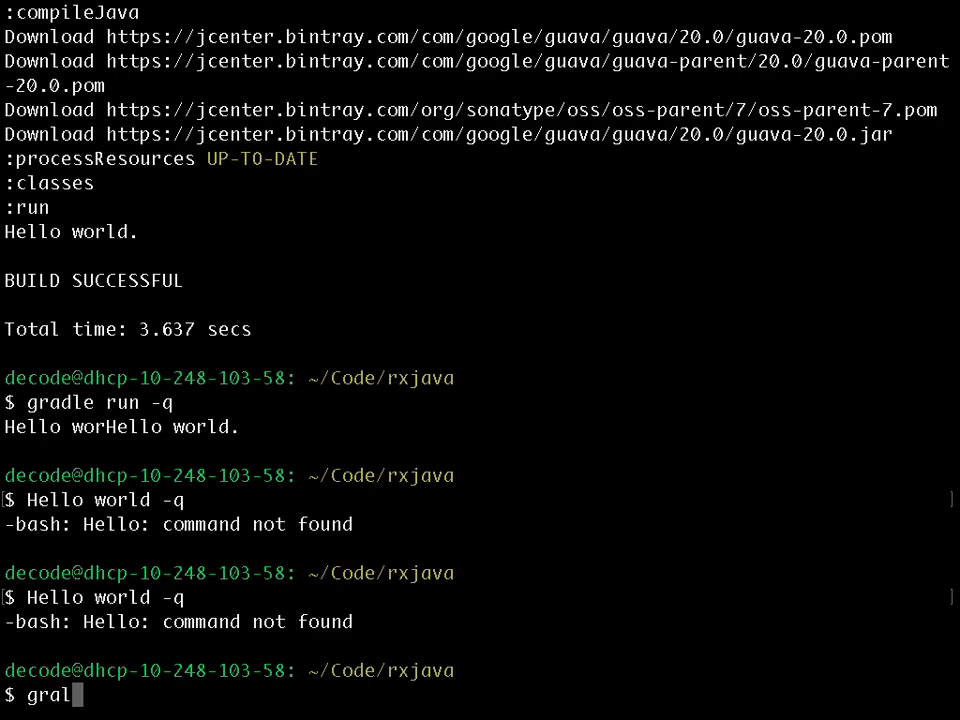 :compileJava
Download https://jcenter.bintray.com/com/google/guava/guava/20.0/guava-20.0.pom
Download https://jcenter.bintray.com/com/google/guava/guava-parent/20.0/guava-parent
-20.0.pom
Download https://jcenter.bintray.com/org/sonatype/oss/oss-parent/7/oss-parent-7.pom
Download https://jcenter.bintray.com/com/google/guava/guava/20.0/guava-20.0.jar
:processResources UP-TO-DATE
:classes
:run
Hello world.
BUILD SUCCESSFUL
Total time: 3.637 secs
decode@dhcp-10-248-103-58: ~/Code/rxjava
$ gradle run -q
Hello worHello world.
decode@dhcp-10-248-103-58: ~/Code/rxjava
[$ Hello world -q ]
-bash: Hello: command not found
decode@dhcp-10-248-103-58: ~/Code/rxjava
[$ Hello world -q ]
-bash: Hello: command not found
decode@dhcp-10-248-103-58: ~/Code/rxjava
$ gral